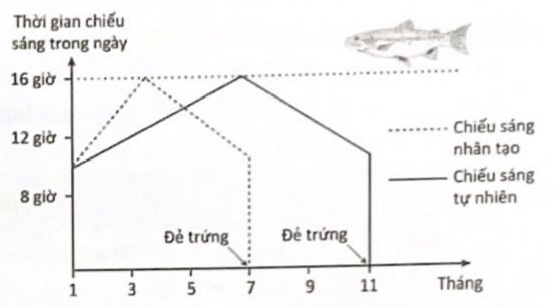 Thời gian chiếu
sáng trong ngày
16 giờ
12 giờ
8 giờ
Chiếu sáng
nhân tạo
Chiếu sáng
tự nhiên
Đẻ trứng
Đẻ trứng
1 3 5 7 9 11 Tháng